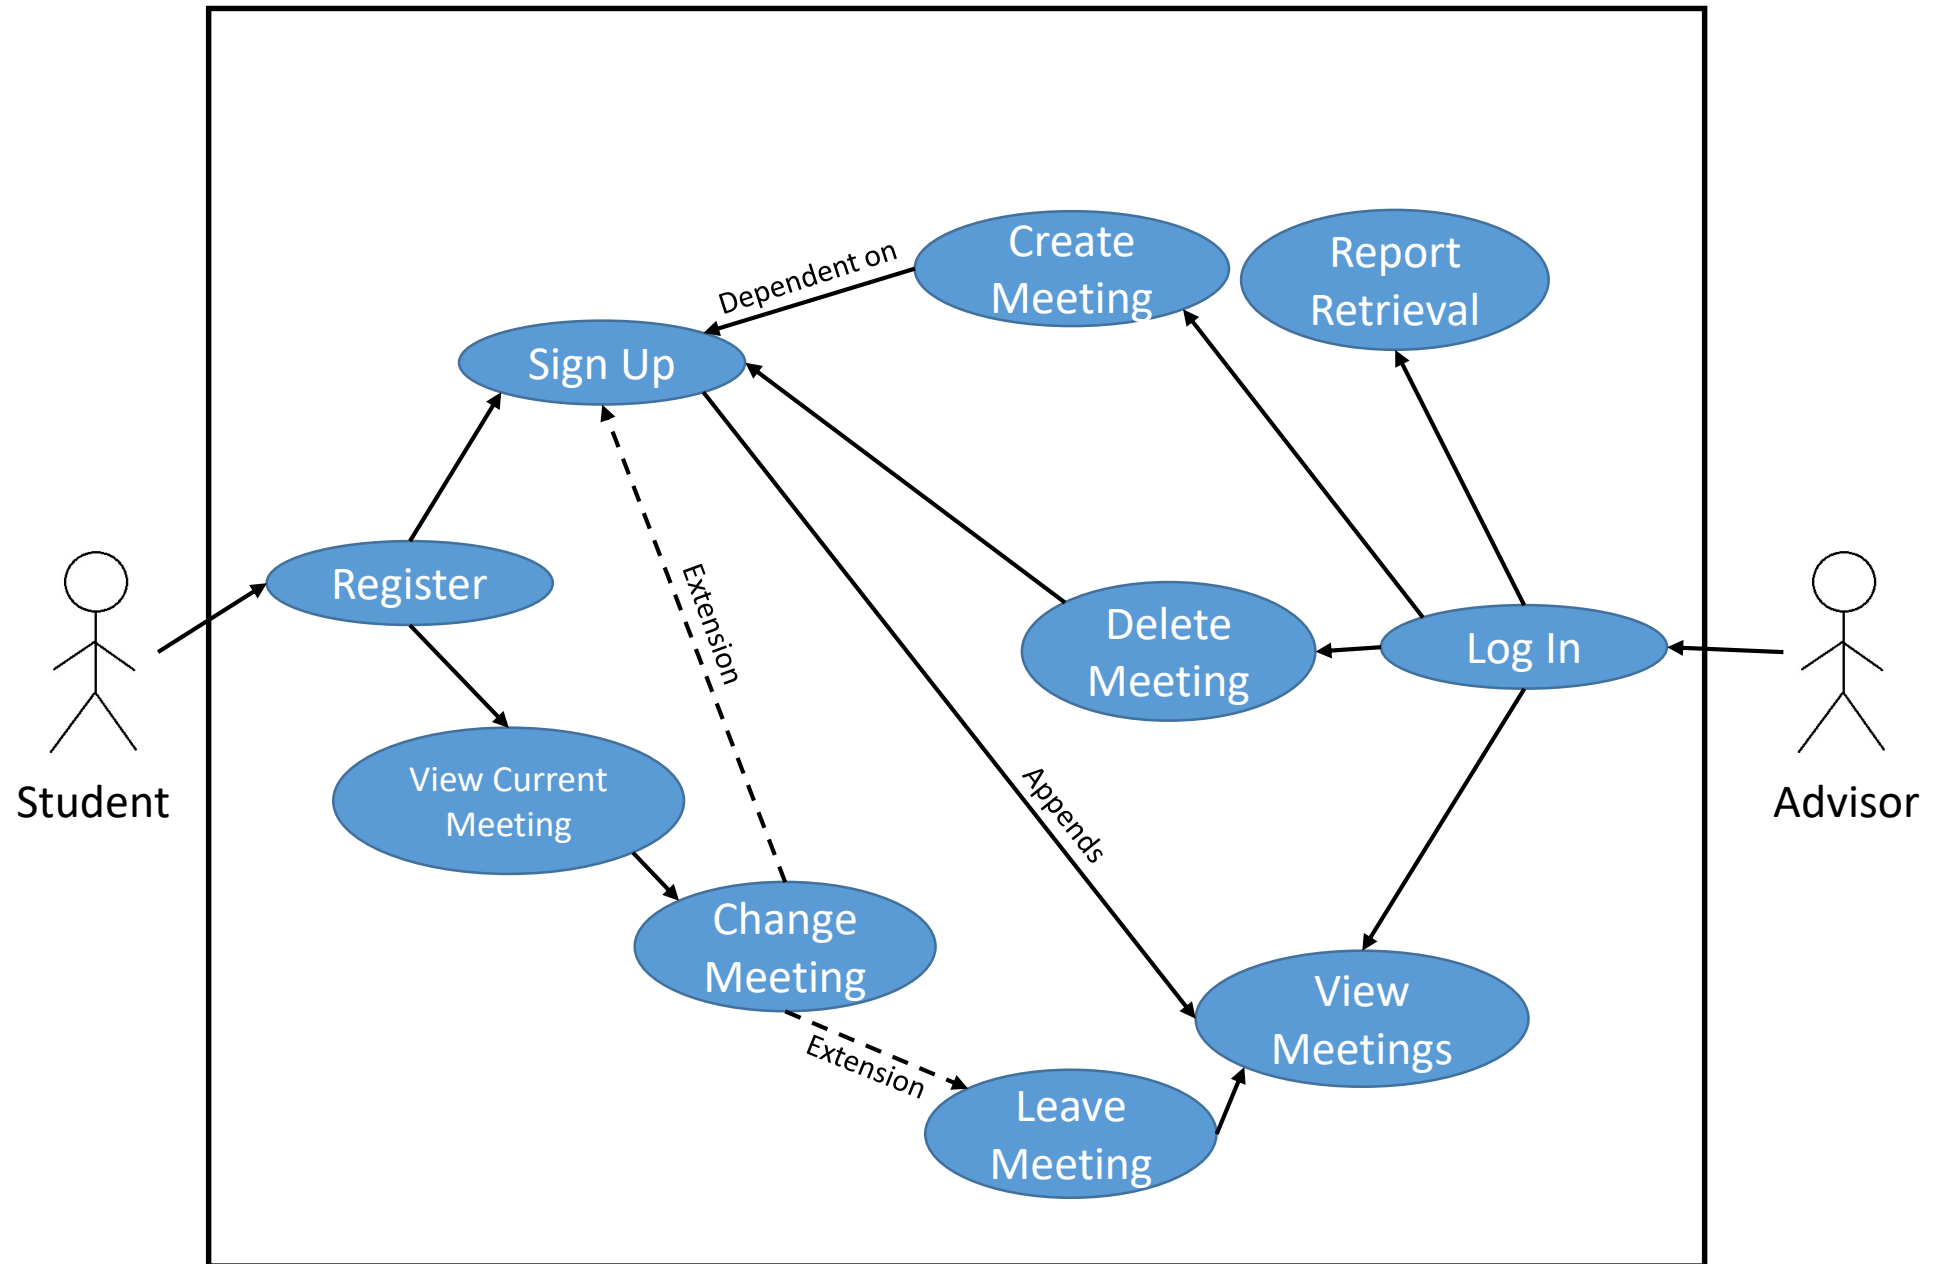 Create
Meeting
Report
Retrieval
Dependent on
Sign Up
Register
Extension
Delete
Meeting
Log In
View Current
Meeting
Student
Appends
Advisor
Change
Meeting
View
Meetings
Extension
Leave
Meeting